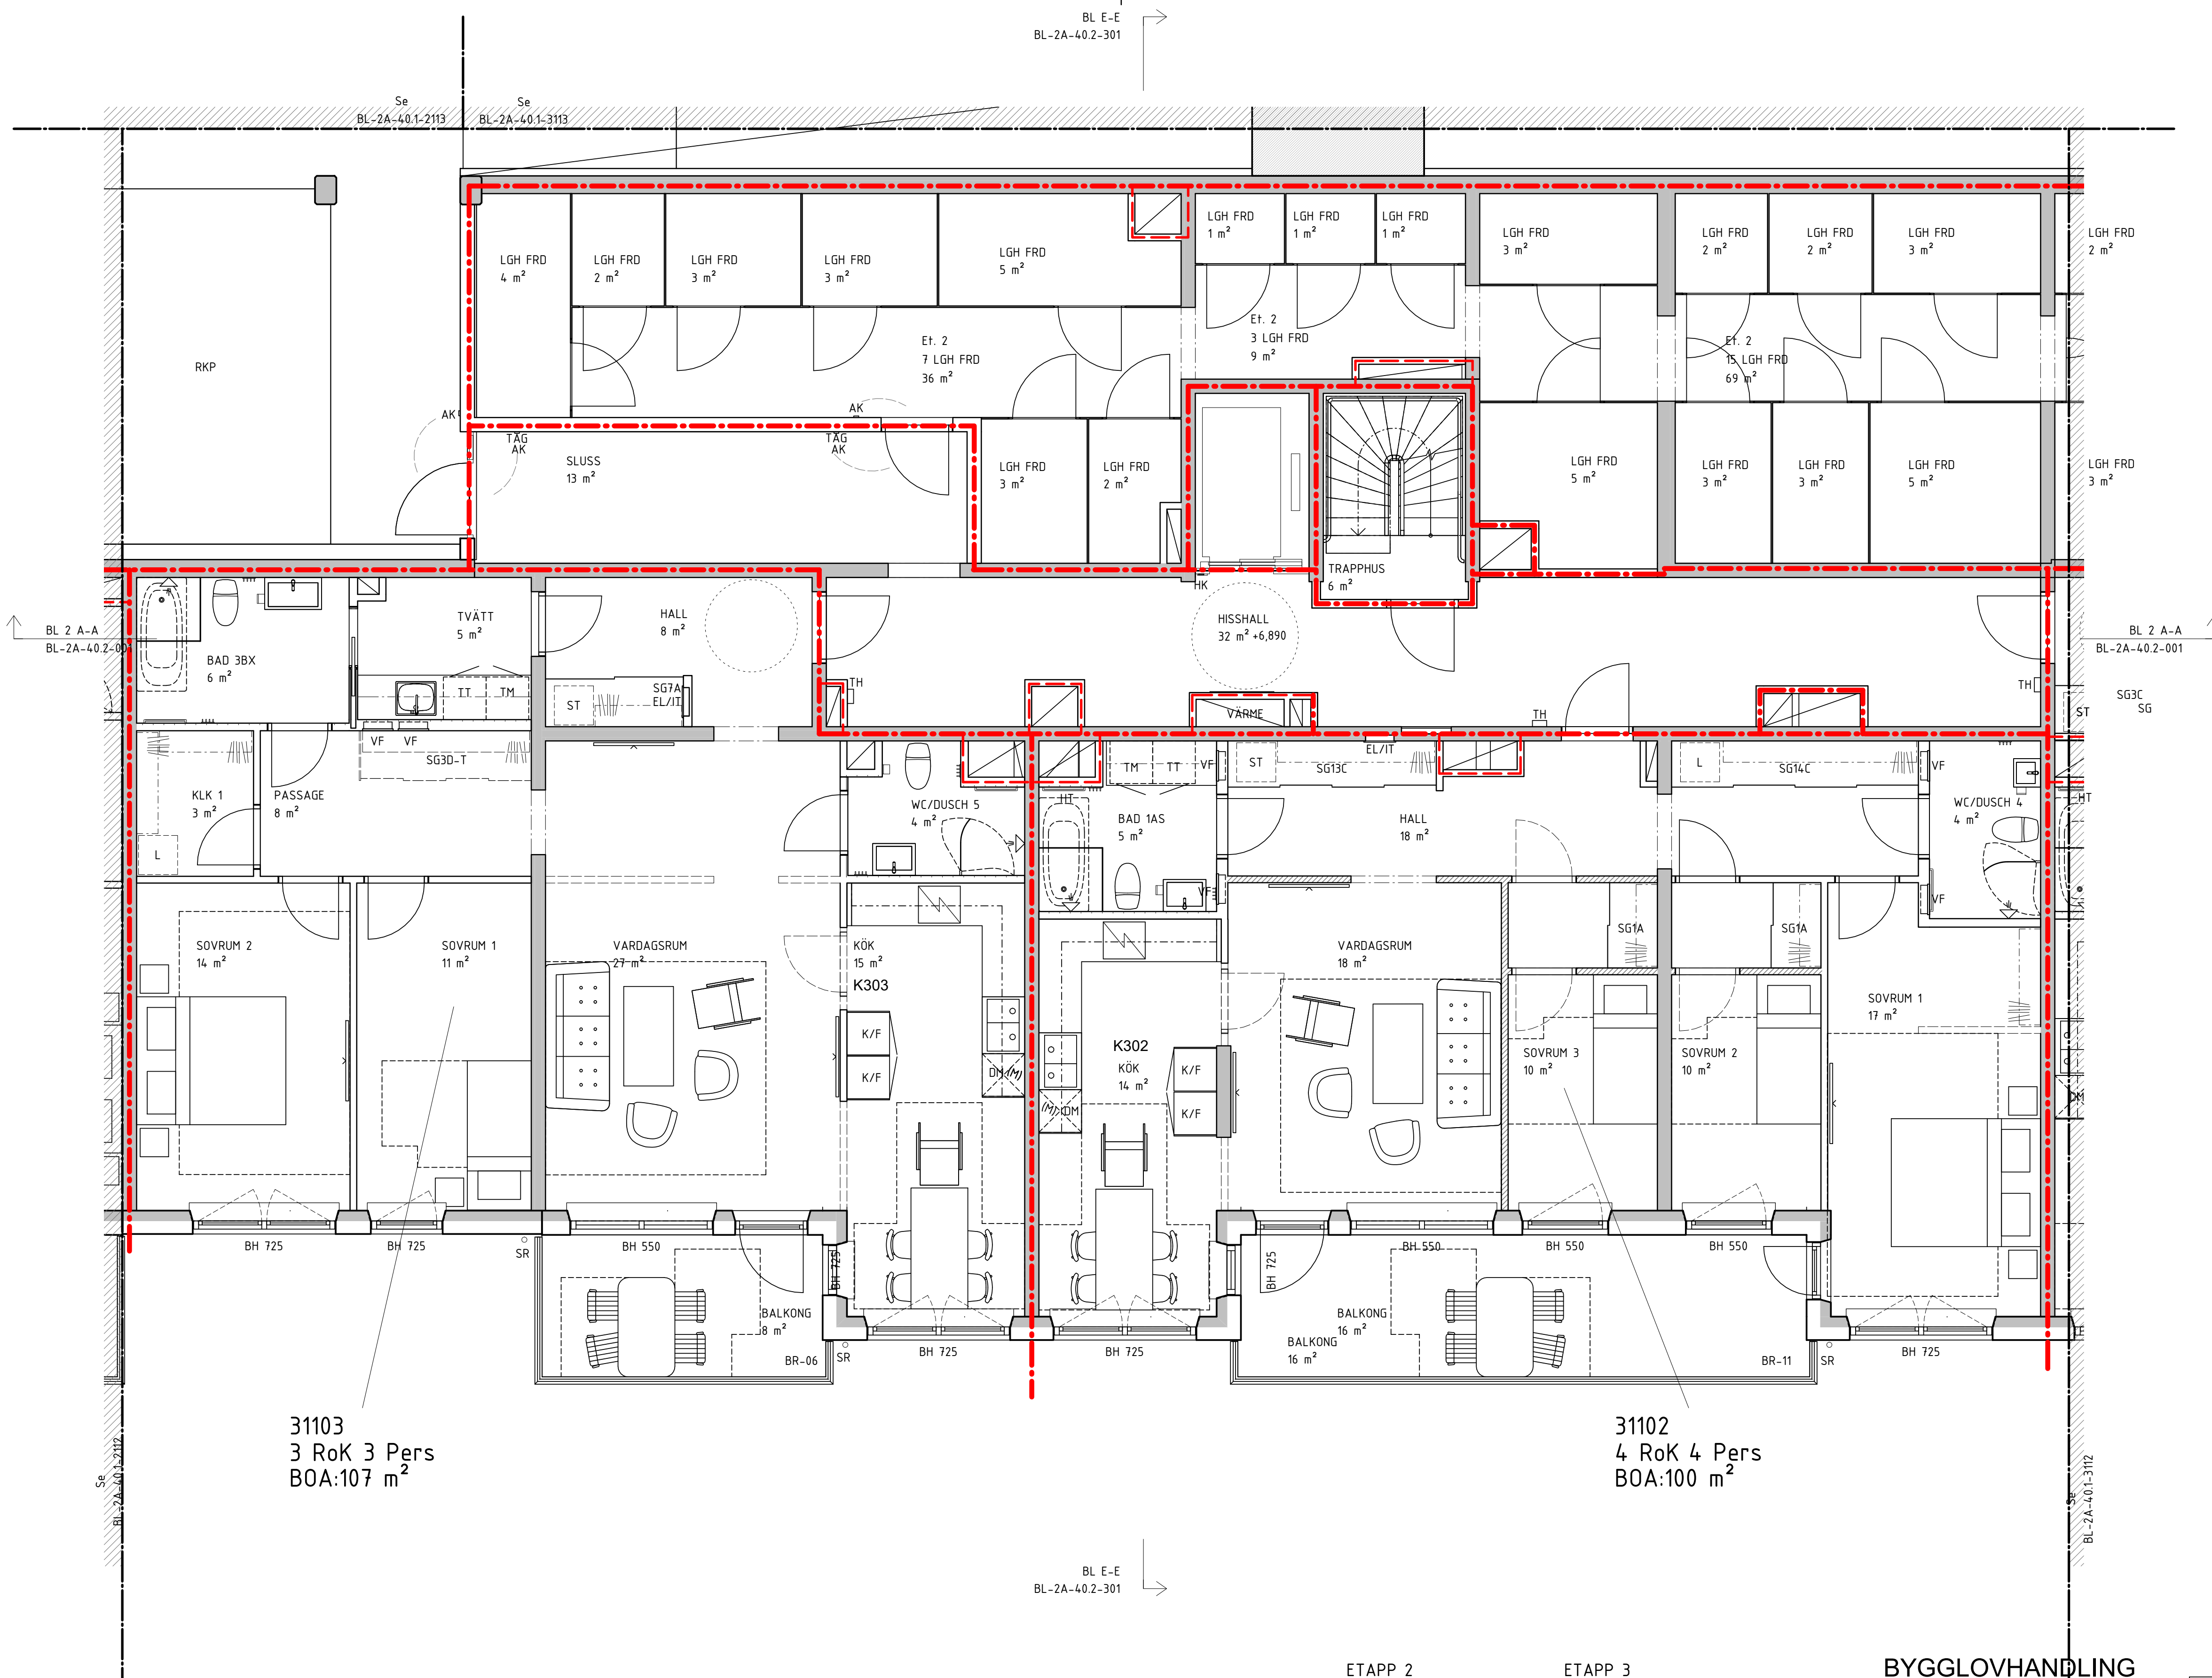 BL E-E
BL-2A-40.2-301
Se
BL-2A-40.1-2113
Se
BL-2A-40.1-3113
LGH FRD
4 m²
LGH FRD
2 m²
LGH FRD
3 m²
LGH FRD
3 m²
LGH FRD
5 m²
LGH FRD
1 m²
LGH FRD
1 m²
LGH FRD
1 m²
LGH FRD
3 m²
LGH FRD
2 m²
LGH FRD
2 m²
LGH FRD
3 m²
LGH FRD
2 m²
RKP
Et. 2
7 LGH FRD
36 m²
Et. 2
3 LGH FRD
9 m²
Et. 2
15 LGH FRD
69 m²
AK
AK
TAG
AK
TAG
AK
SLUSS
13 m²
LGH FRD
3 m²
LGH FRD
2 m²
LGH FRD
5 m²
LGH FRD
3 m²
LGH FRD
3 m²
LGH FRD
5 m²
LGH FRD
3 m²
HK
TRAPPHUS
6 m²
BL 2 A-A
BL-2A-40.2-001
BAD 3BX
6 m²
TVÄTT
5 m²
HALL
8 m²
HISSHALL
32 m² +6,890
BL 2 A-A
BL-2A-40.2-001
TT
TM
ST
SG7A
EL/IT
TH
VÄRME
TH
TH
SG3C
SG
ST
VF
VF
SG3D-T
KLK 1
3 m²
L
PASSAGE
8 m²
WC/DUSCH 5
4 m²
HT
TM
TT
VF
BAD 1AS
5 m²
VF
ST
SG13C
EL/IT
HALL
18 m²
L
SG14C
VF
WC/DUSCH 4
4 m²
VF
HT
SG1A
SG1A
SOVRUM 2
14 m²
SOVRUM 1
11 m²
VARDAGSRUM
27 m²
KÖK
15 m²
K303
K/F
K/F
DM
(M)
K302
KÖK
14 m²
K/F
K/F
(M)
DM
VARDAGSRUM
18 m²
SOVRUM 3
10 m²
SOVRUM 2
10 m²
SOVRUM 1
17 m²
DM
BH 725
BH 725
SR
BH 550
BH 725
BALKONG
8 m²
BR-06
SR
BH 725
BH 725
BH 725
BH 550
BH 550
BH 550
BALKONG
16 m²
BALKONG
16 m²
BR-11
SR
BH 725
31103
3 RoK 3 Pers
BOA:107 m²
31102
4 RoK 4 Pers
BOA:100 m²
Se
BL-2A-40.1-2112
Se
BL-2A-40.1-3112
BL E-E
BL-2A-40.2-301
ETAPP 2
ETAPP 3
BYGGLOVHANDLING